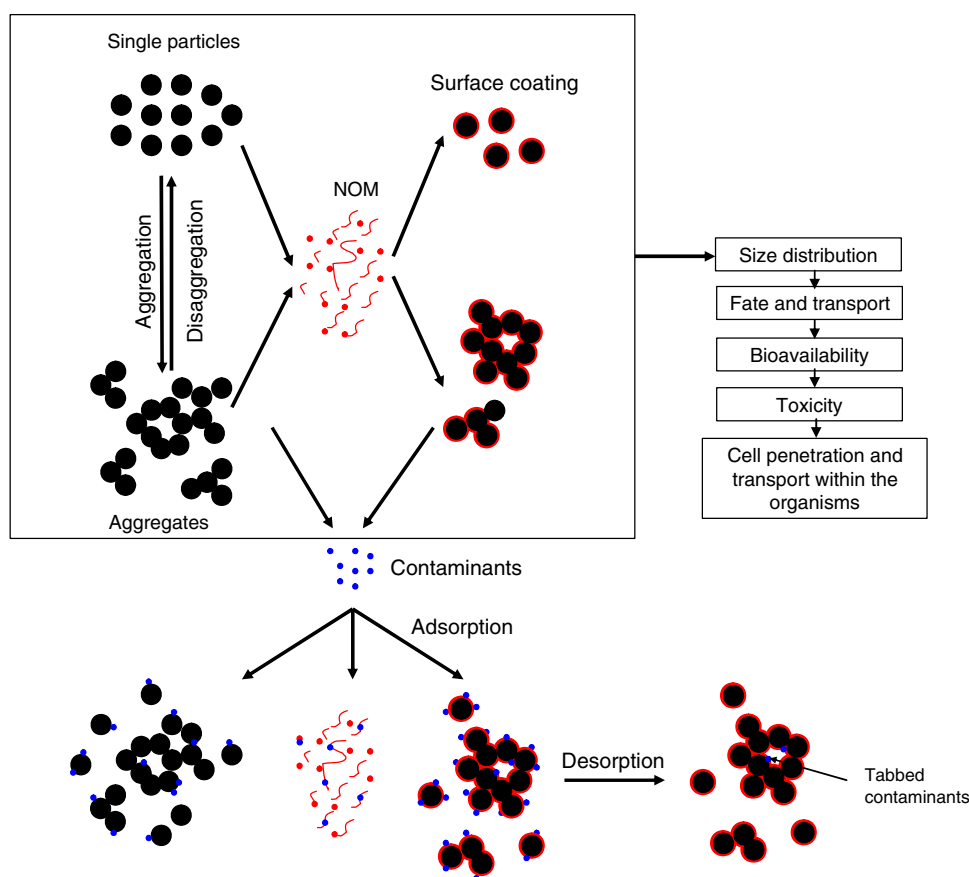 Single particles
Surface coating
NOM
Aggregation
Disaggregation
Aggregates
Size distribution
Fate and transport
Bioavailability
Toxicity
Cell penetration and
transport within the
organisms
Contaminants
Adsorption
Desorption
Tabbed
contaminants